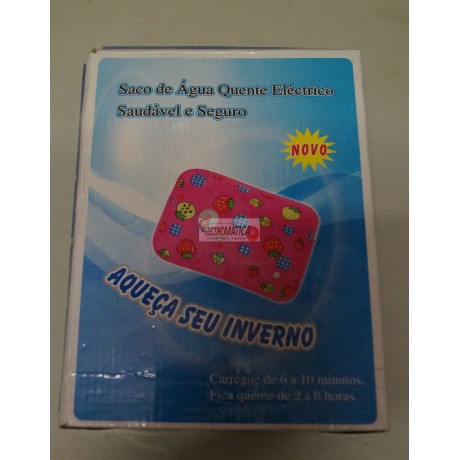 Saco de Água Quente Eléctrico
Saudável e Seguro
NOVO
ELECTROMATICA
AQUEÇA SEU INVERNO
Carregue de 6 a 10 minutos.
Fica quente de 2 a 8 horas.